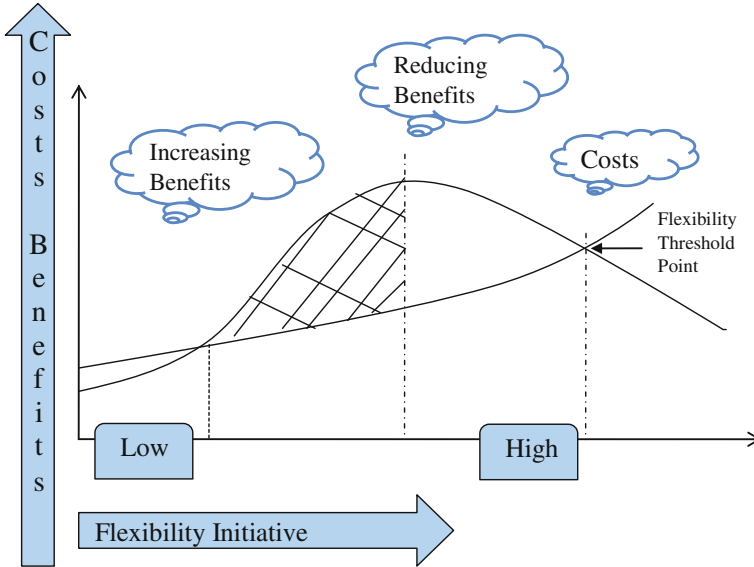 Costs Benefits
Reducing
Benefits
Increasing
Benefits
Costs
Flexibility
Threshold
Point
Low
High
Flexibility Initiative